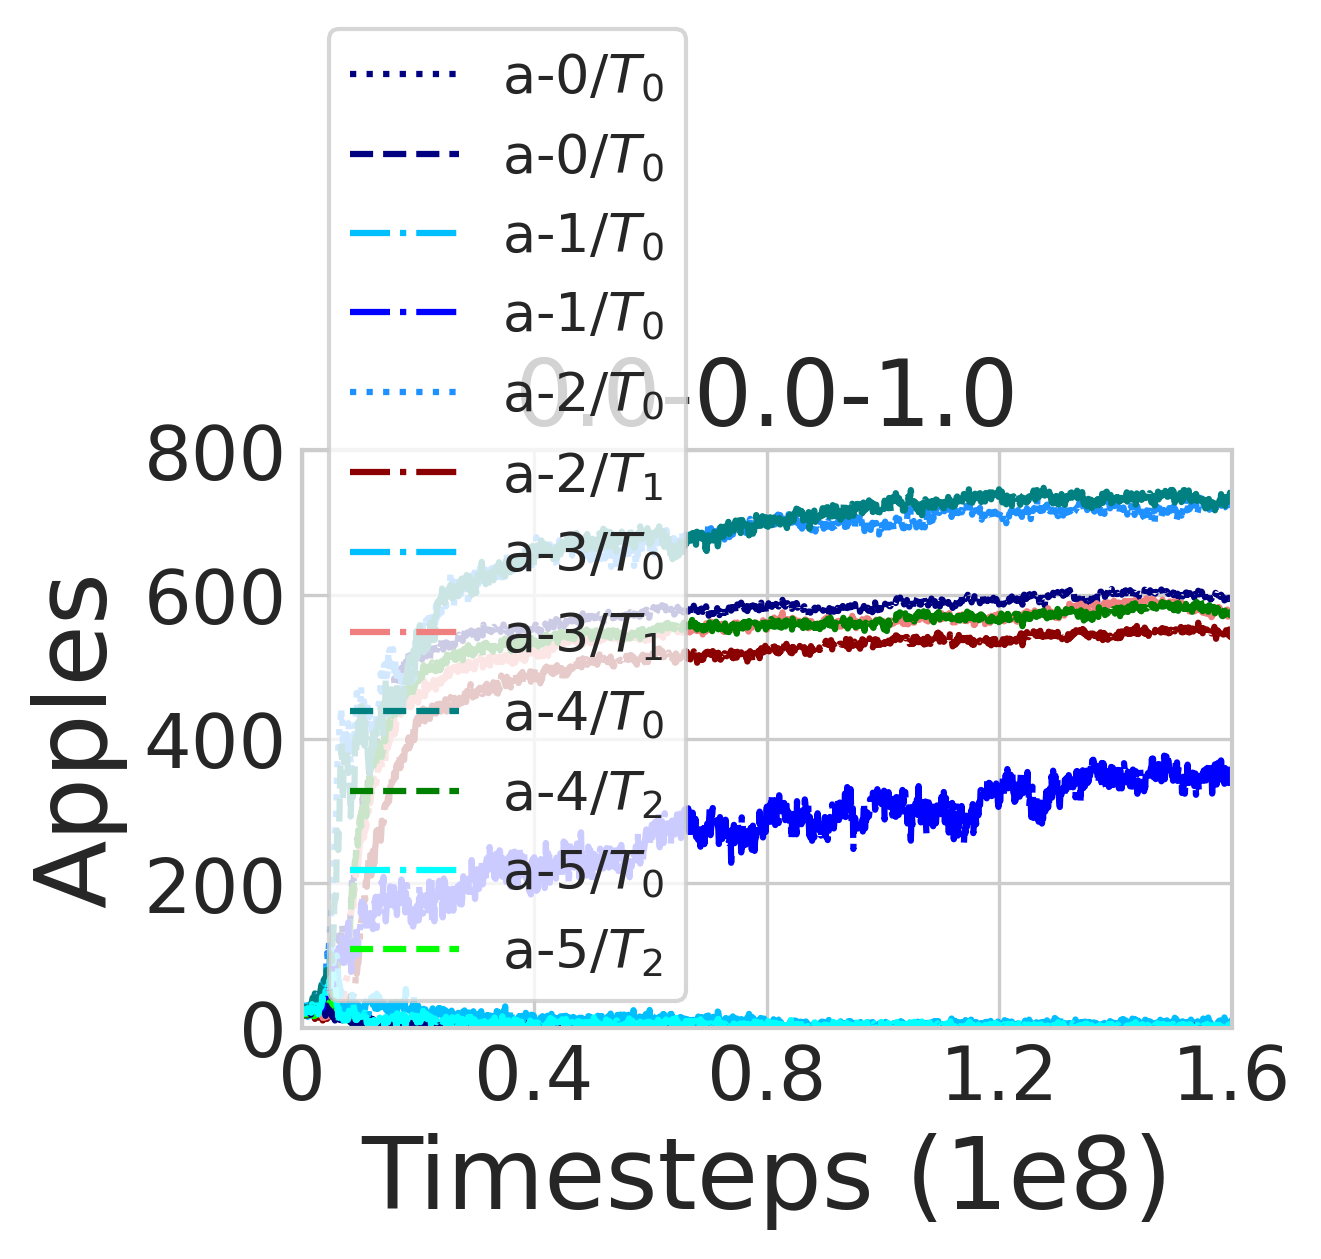 a-0/T₀
a-0/T₀
a-1/T₀
a-1/T₀
a-2/T₀
a-2/T₁
a-3/T₀
a-3/T₁
a-4/T₀
a-4/T₂
a-5/T₀
a-5/T₂
0.0-0.0-1.0
800
600
400
200
0
Apples
0 0.4 0.8 1.2 1.6
Timesteps (1e8)